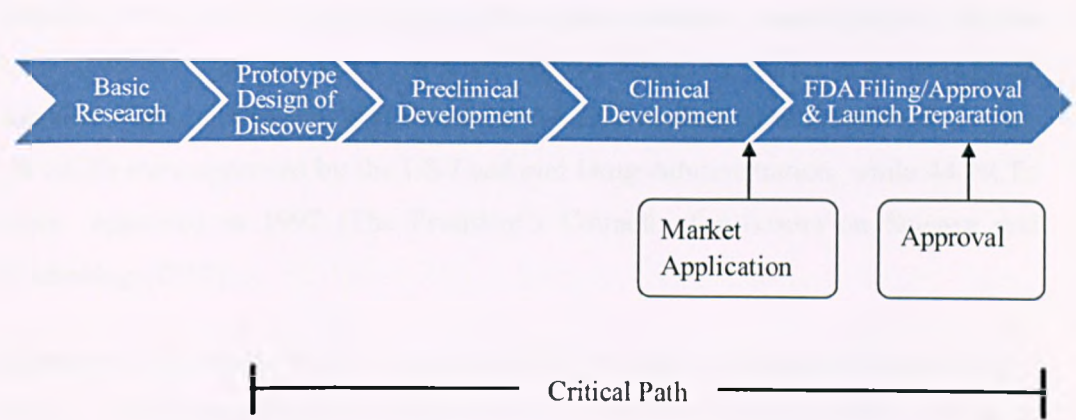 Basic
Research
Prototype
Design of
Discovery
Preclinical
Development
Clinical
Development
FDA Filing/Approval
& Launch Preparation
Market
Application
Approval
Critical Path